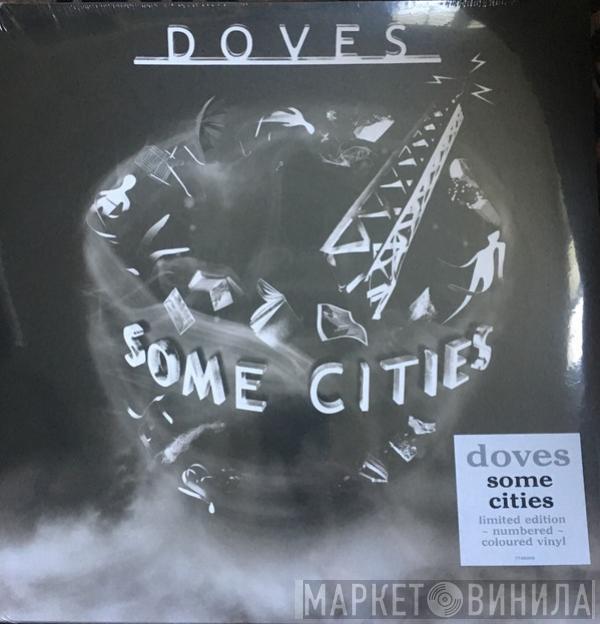 DOVES
SOME CITIES
doves
some
cities
limited edition
~ numbered ~
coloured vinyl
МАРКЕТ ВИНИЛА